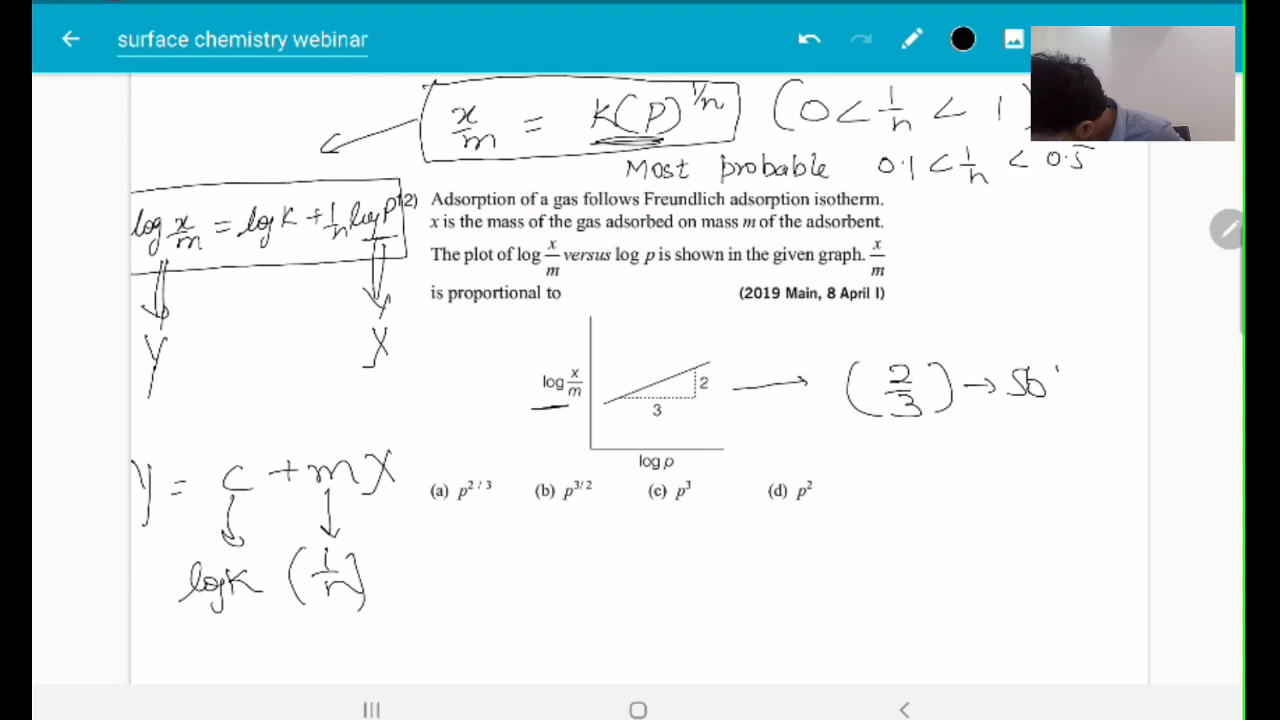 surface chemistry webinar
x/m = K(P)^1/n (0 < 1/n < 1)
Most probable 0.1 < 1/n < 0.5
log x/m = log K + 1/n log P
Y X
Y = C + m X
log K (1/n)
12) Adsorption of a gas follows Freundlich adsorption isotherm.
x is the mass of the gas adsorbed on mass m of the adsorbent.
The plot of log x/m versus log p is shown in the given graph. x/m
is proportional to (2019 Main, 8 April I)
log x/m
2
3
log p
(2/3) →
(a) p^2/3 (b) p^3/2 (c) p^3 (d) p^2